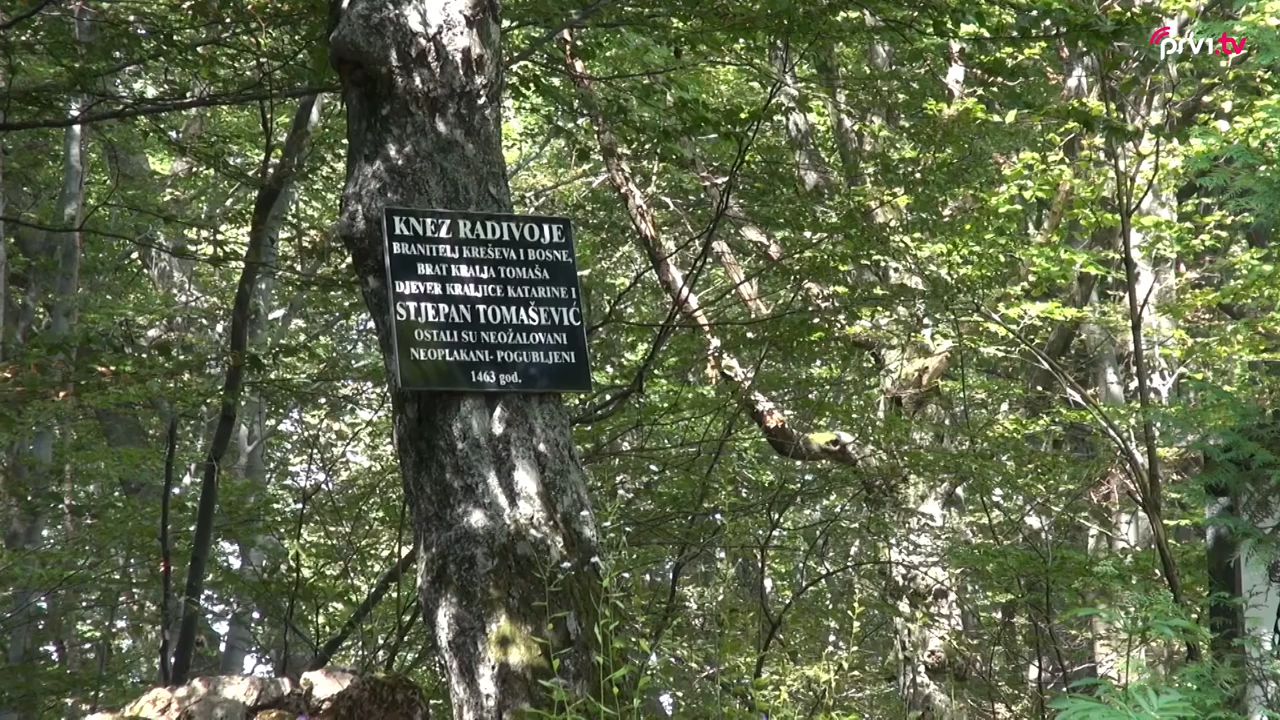 prv1.tv
KNEZ RADIVOJE
BRANITELJ KREŠEVA I BOSNE,
BRAT KRALJA TOMAŠA
DJEVER KRALJICE KATARINE I
STJEPAN TOMAŠEVIĆ
OSTALI SU NEOŽALOVANI
NEOPLAKANI- POGUBLJENI
1463 god.